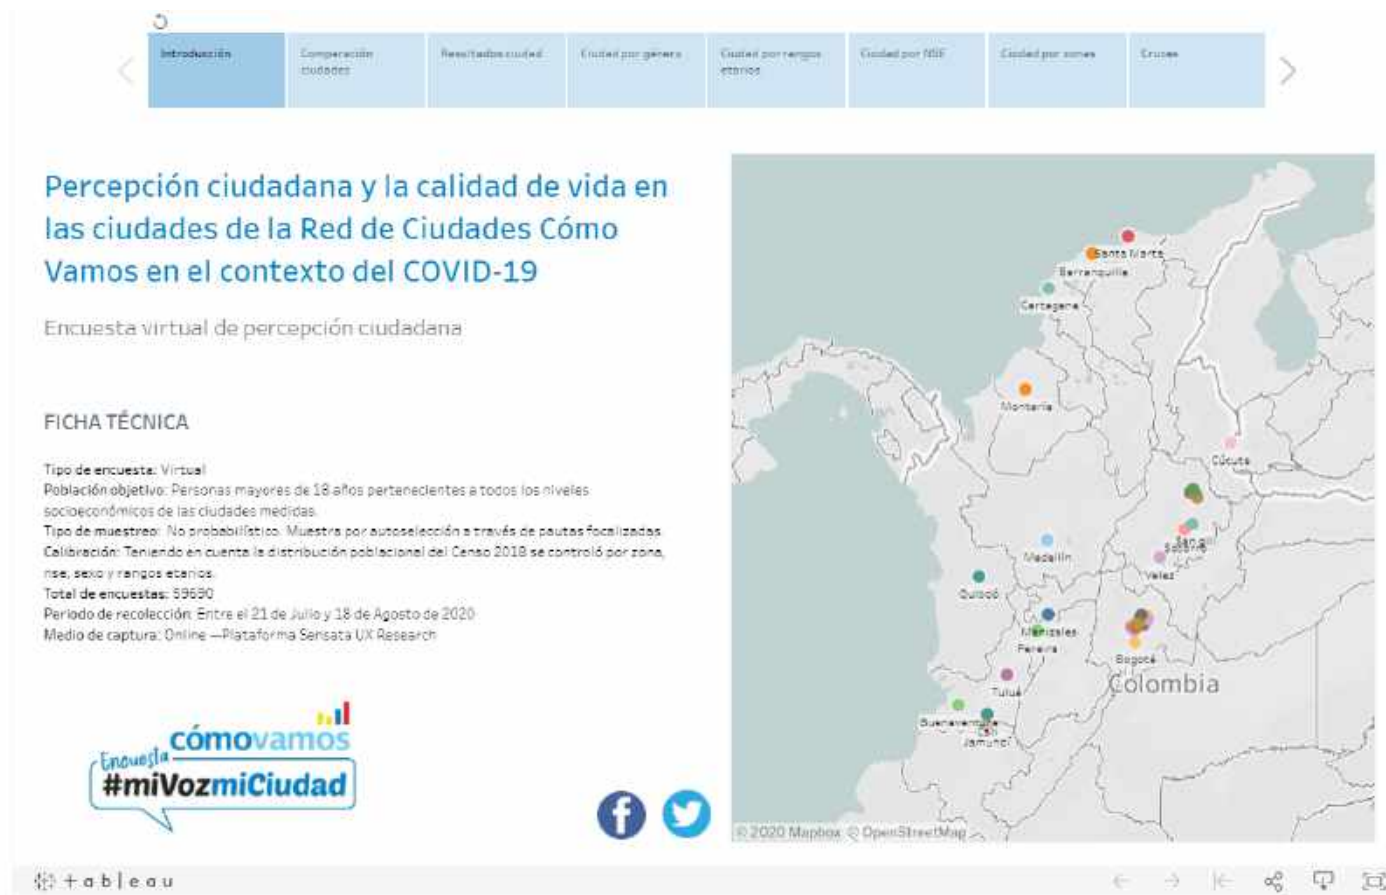 Introducción
Comparación
ciudades
Resultados ciudad
Ciudad por género
Ciudad por rangos
etarios
Ciudad por NSE
Ciudad por zonas
Cruces
Percepción ciudadana y la calidad de vida en
las ciudades de la Red de Ciudades Cómo
Vamos en el contexto del COVID-19
Encuesta virtual de percepción ciudadana
FICHA TÉCNICA
Tipo de encuesta: Virtual
Población objetivo: Personas mayores de 18 años pertenecientes a todos los niveles
socioeconómicos de las ciudades medidas.
Tipo de muestreo: No probabilístico. Muestra por autoselección a través de pautas focalizadas
Calibración: Teniendo en cuenta la distribución poblacional del Censo 2018 se controló por zona,
nse, sexo y rangos etarios.
Total de encuestas: 59690
Periodo de recolección: Entre el 21 de Julio y 18 de Agosto de 2020
Medio de captura: Online —Plataforma Sensata UX Research
cómovamos
Encuesta
#miVozmiCiudad
Santa Marta
Barranquilla
Cartagena
Montería
Cúcuta
San gil
Socorro
Medellín
Velez
Quibdó
Manizales
Pereira
Bogotá
Colombia
Tuluá
Buenaventura
Cali
Jamundí
© 2020 Mapbox © OpenStreetMap
+ a b l e a u